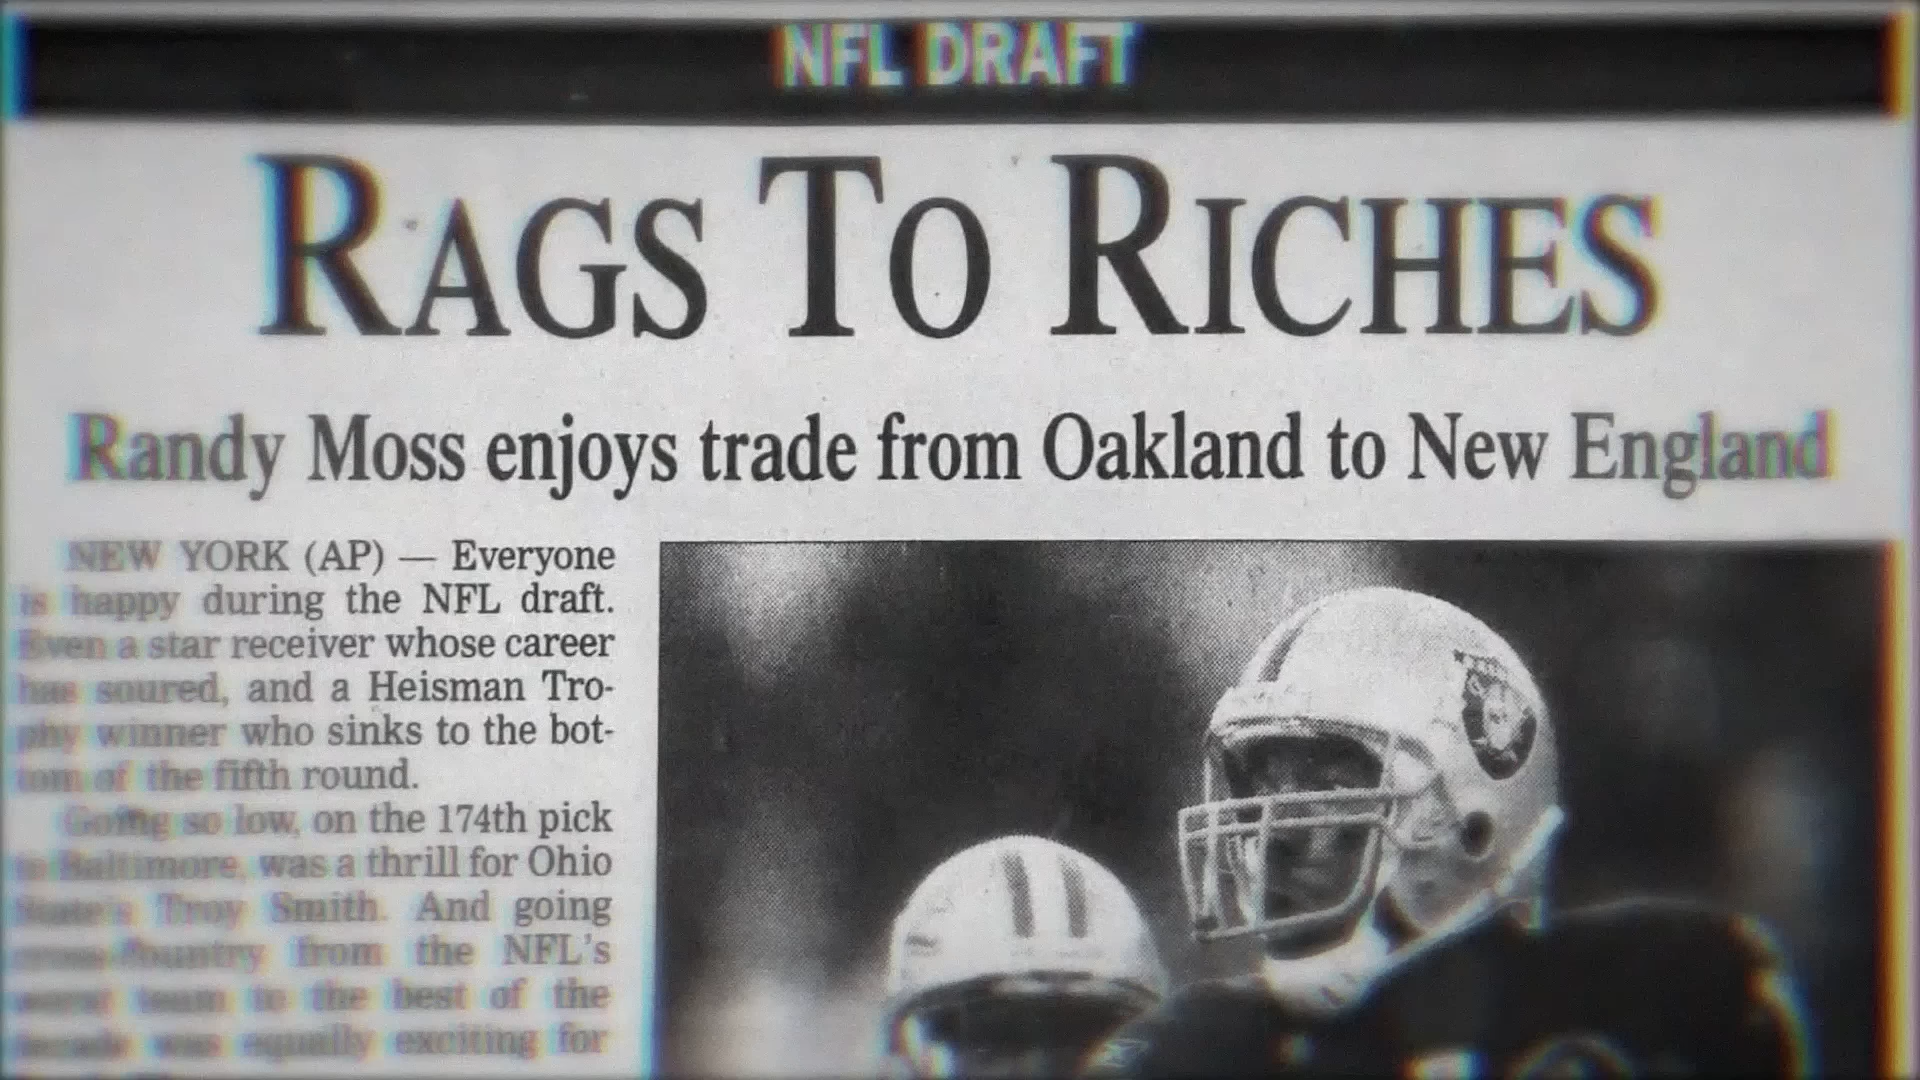 NFL DRAFT
RAGS TO RICHES
Randy Moss enjoys trade from Oakland to New England
NEW YORK (AP) — Everyone
is happy during the NFL draft.
Even a star receiver whose career
has soured, and a Heisman Tro-
phy winner who sinks to the bot-
tom of the fifth round.
Going so low, on the 174th pick
to Baltimore, was a thrill for Ohio
State's Troy Smith. And going
cross-country from the NFL's
worst team to the best of the
decade was equally exciting for